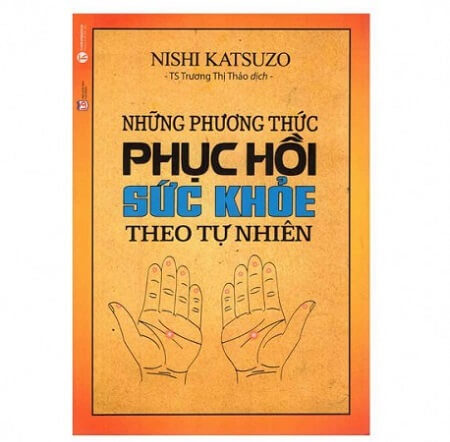 NISHI KATSUZO
- TS Trương Thị Thảo dịch -
NHỮNG PHƯƠNG THỨC
PHỤC HỒI
SỨC KHỎE
THEO TỰ NHIÊN